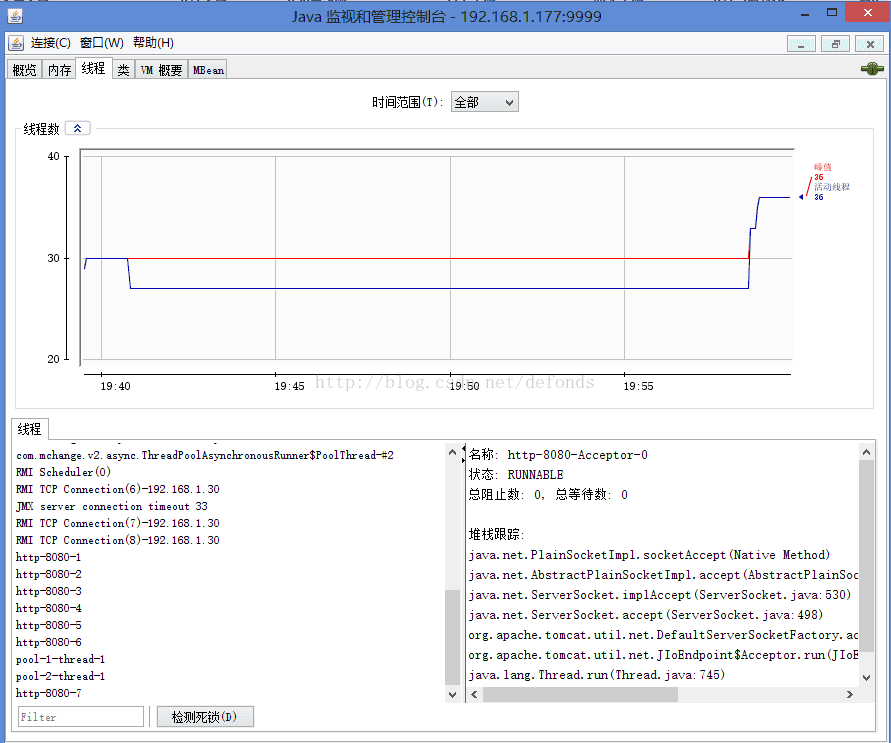 Java 监视和管理控制台 - 192.168.1.177:9999
连接(C) 窗口(W) 帮助(H)
概览 内存 线程 类 VM 概要 MBean
时间范围(T): 全部
线程数
40
30
20
峰值
36
活动线程
36
19:40 19:45 19:50 19:55
http://blog.csdn.net/defonds
线程
com.mchange.v2.async.ThreadPoolAsynchronousRunner$PoolThread-#2
RMI Scheduler(0)
RMI TCP Connection(6)-192.168.1.30
JMX server connection timeout 33
RMI TCP Connection(7)-192.168.1.30
RMI TCP Connection(8)-192.168.1.30
http-8080-1
http-8080-2
http-8080-3
http-8080-4
http-8080-5
http-8080-6
pool-1-thread-1
pool-2-thread-1
http-8080-7
Filter 检测死锁(D)
名称: http-8080-Acceptor-0
状态: RUNNABLE
总阻止数: 0, 总等待数: 0
堆栈跟踪:
java.net.PlainSocketImpl.socketAccept(Native Method)
java.net.AbstractPlainSocketImpl.accept(AbstractPlainSoc
java.net.ServerSocket.implAccept(ServerSocket.java:530)
java.net.ServerSocket.accept(ServerSocket.java:498)
org.apache.tomcat.util.net.DefaultServerSocketFactory.ac
org.apache.tomcat.util.net.JIoEndpoint$Acceptor.run(JIoE
java.lang.Thread.run(Thread.java:745)